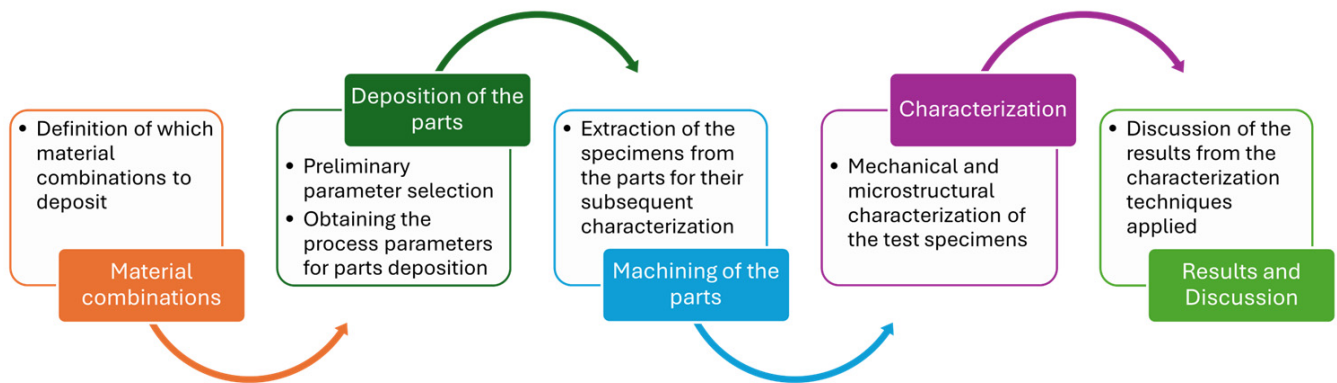 • Definition of which
material
combinations to
deposit
Material
combinations
Deposition of the
parts
• Preliminary
parameter selection
• Obtaining the
process parameters
for parts deposition
• Extraction of the
specimens from
the parts for their
subsequent
characterization
Machining of the
parts
Characterization
• Mechanical and
microstructural
characterization of
the test specimens
• Discussion of the
results from the
characterization
techniques
applied
Results and
Discussion